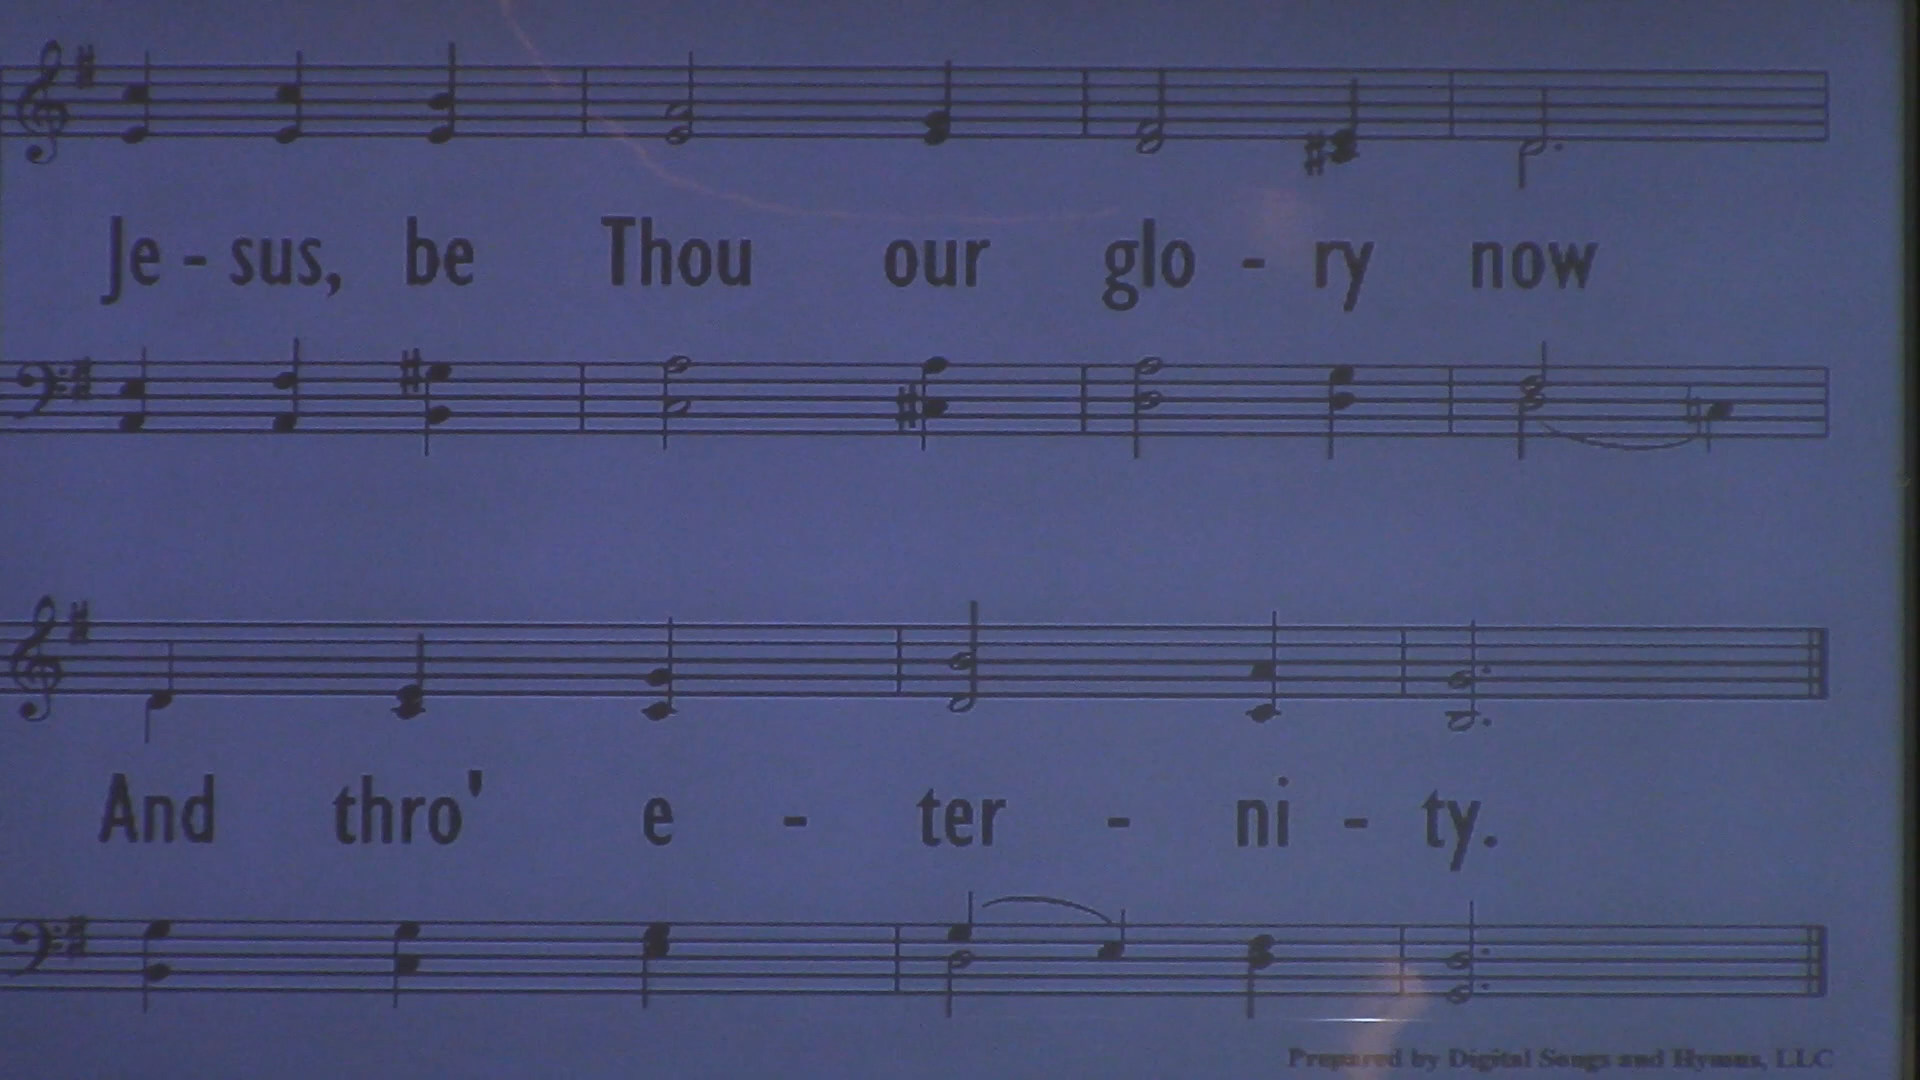 Je - sus, be Thou our glo - ry now
And thro' e - ter - ni - ty.
Prepared by Digital Songs and Hymns, LLC